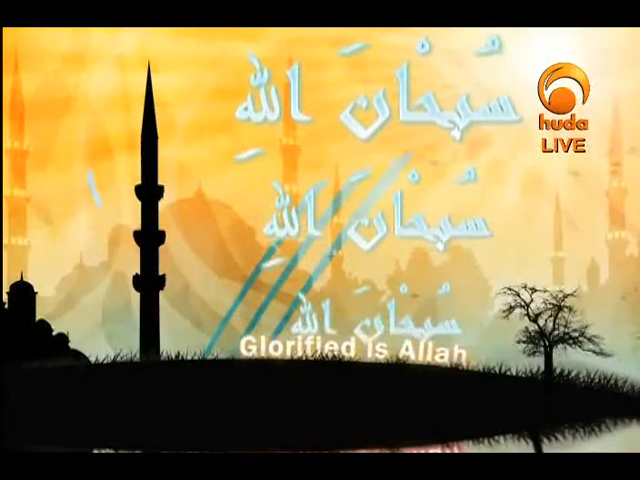 سُبْحَانَ اللهِ
huda
LIVE
سُبْحَانَ اللهِ
سُبْحَانَ اللهِ
Glorified is Allah